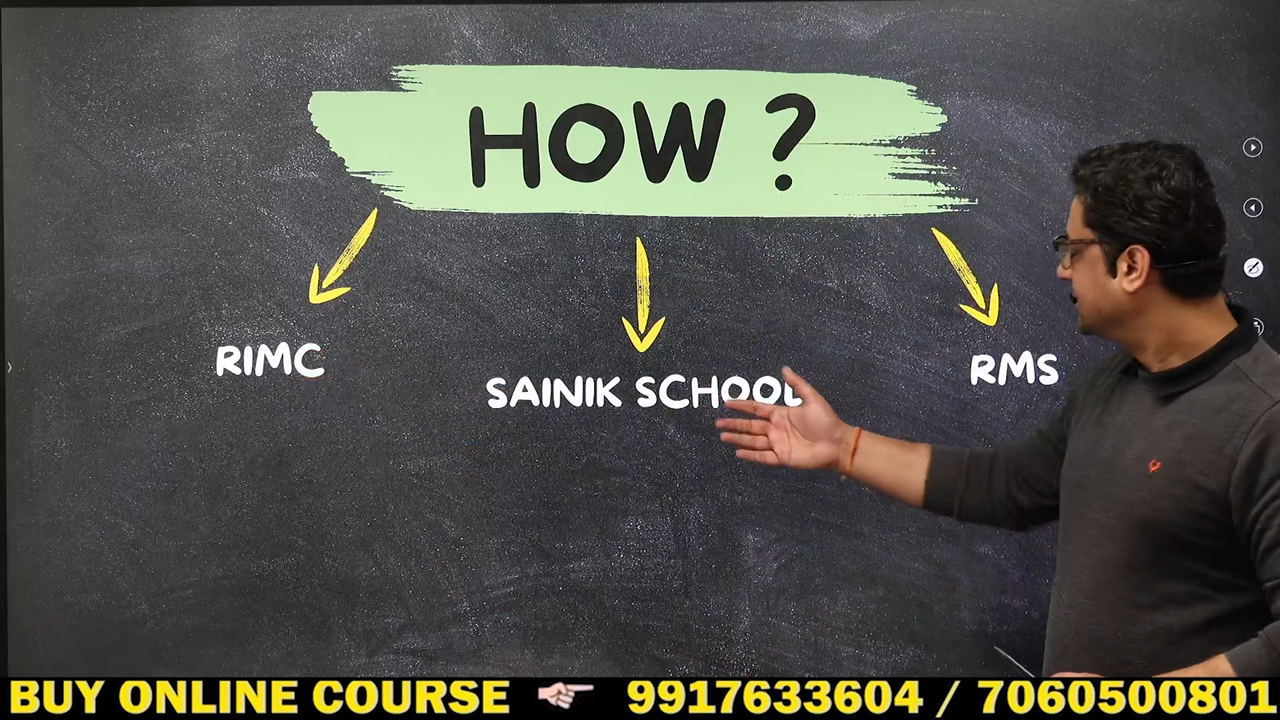 HOW ?
RIMC
SAINIK SCHOOL
RMS
BUY ONLINE COURSE 9917633604 / 7060500801